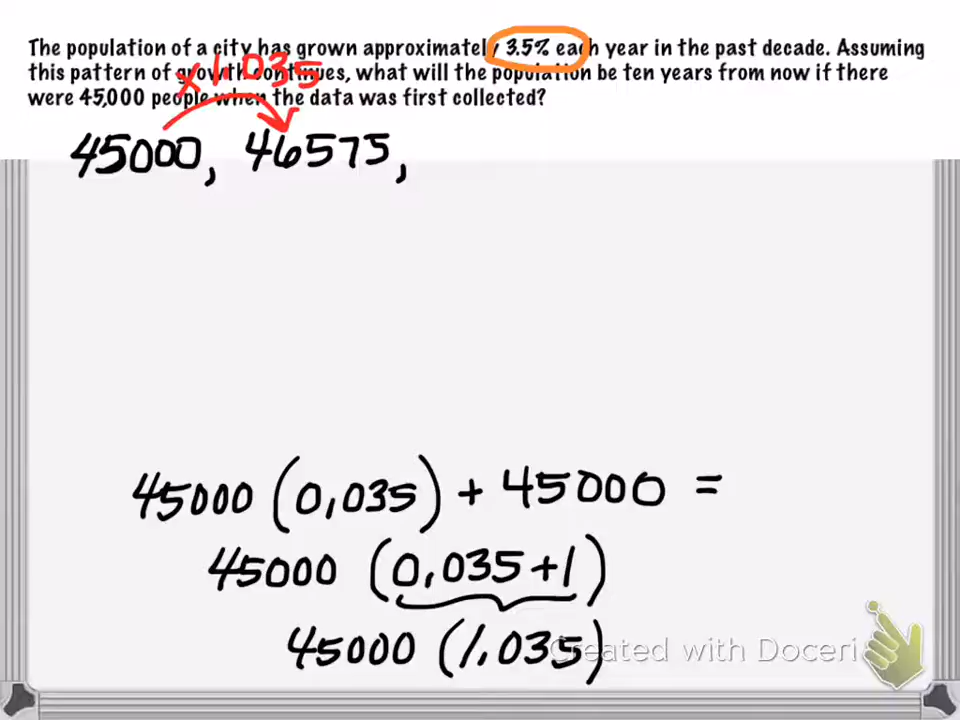 The population of a city has grown approximately 3.5% each year in the past decade. Assuming
this pattern of growth continues, what will the population be ten years from now if there
were 45,000 people when the data was first collected?
x 1.035
45000, 46575,
45000 (0.035) + 45000 =
45000 (0.035+1)
45000 (1.035)
Created with Doceri